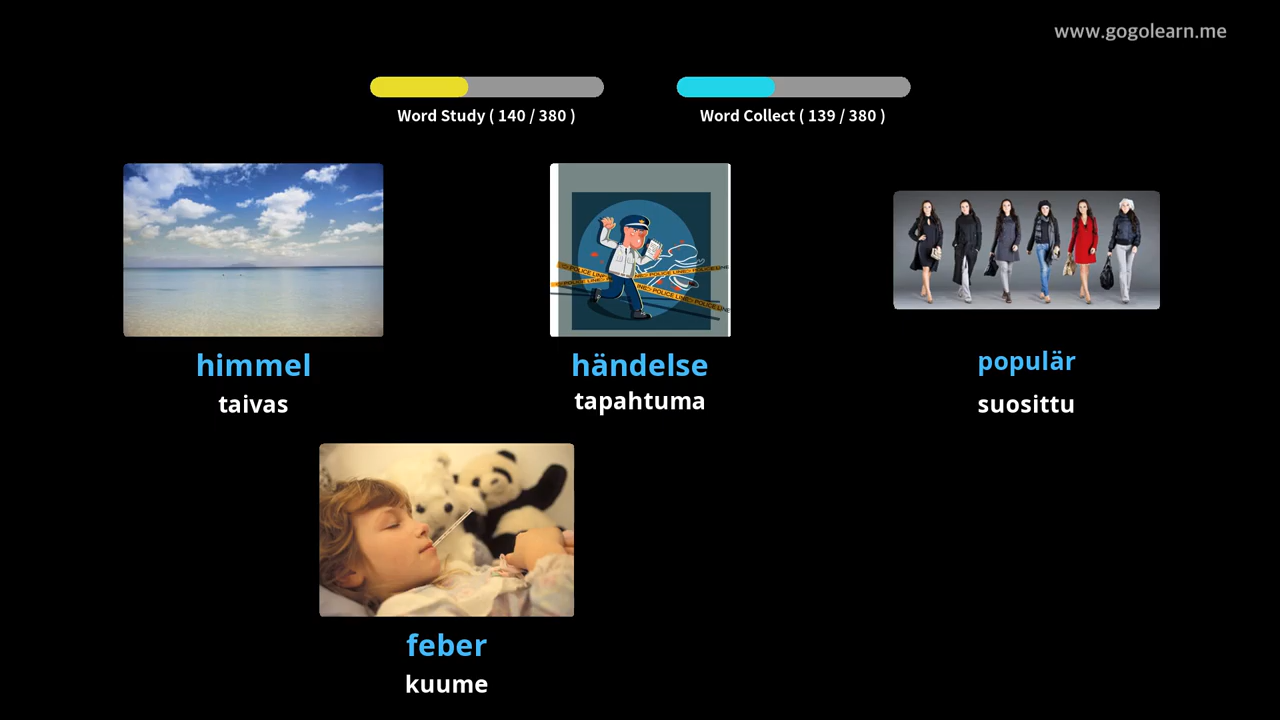 www.gogolearn.me
Word Study ( 140 / 380 )
Word Collect ( 139 / 380 )
himmel
taivas
händelse
tapahtuma
populär
suosittu
feber
kuume